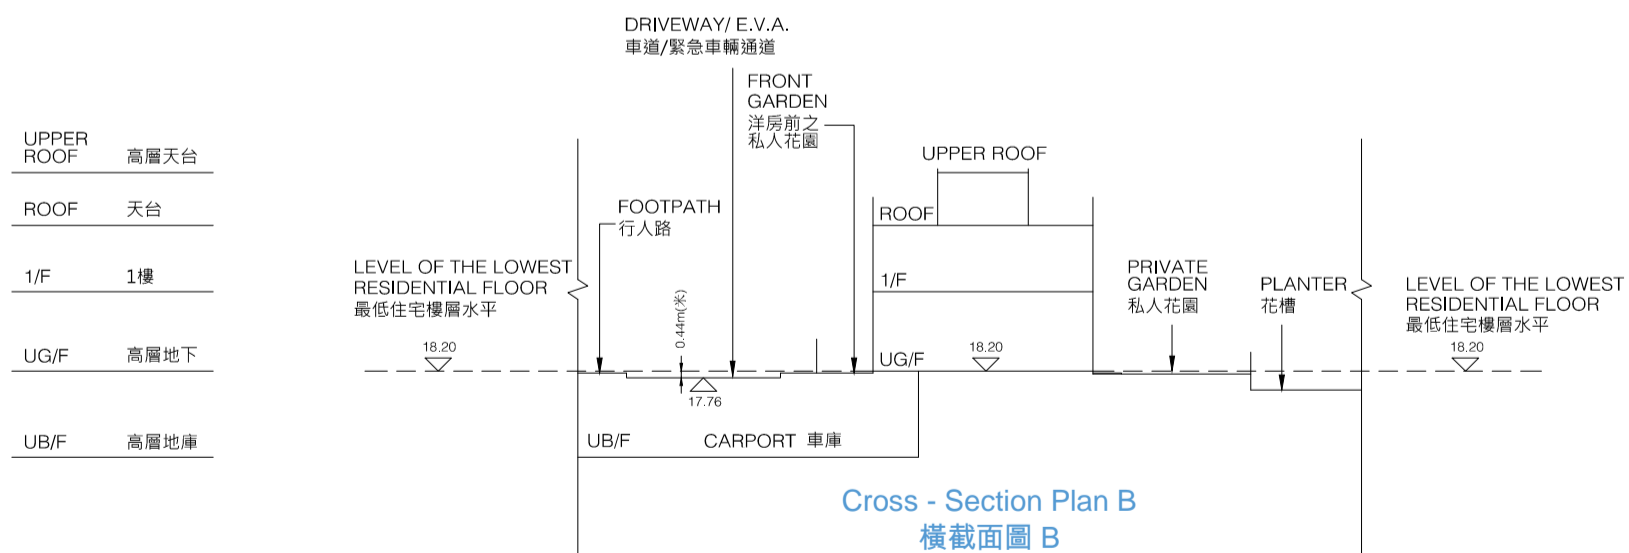 DRIVEWAY/ E.V.A.
車道/緊急車輛通道
FRONT
GARDEN
洋房前之
私人花園
UPPER
ROOF 高層天台
UPPER ROOF
ROOF 天台
FOOTPATH
行人路
ROOF
1/F 1樓
LEVEL OF THE LOWEST
RESIDENTIAL FLOOR
最低住宅樓層水平
0.44m(米)
1/F
PRIVATE
GARDEN
私人花園
PLANTER
花槽
LEVEL OF THE LOWEST
RESIDENTIAL FLOOR
最低住宅樓層水平
UG/F 高層地下
18.20
UG/F
18.20
18.20
17.76
UB/F 高層地庫
UB/F
CARPORT 車庫
Cross - Section Plan B
橫截面圖 B